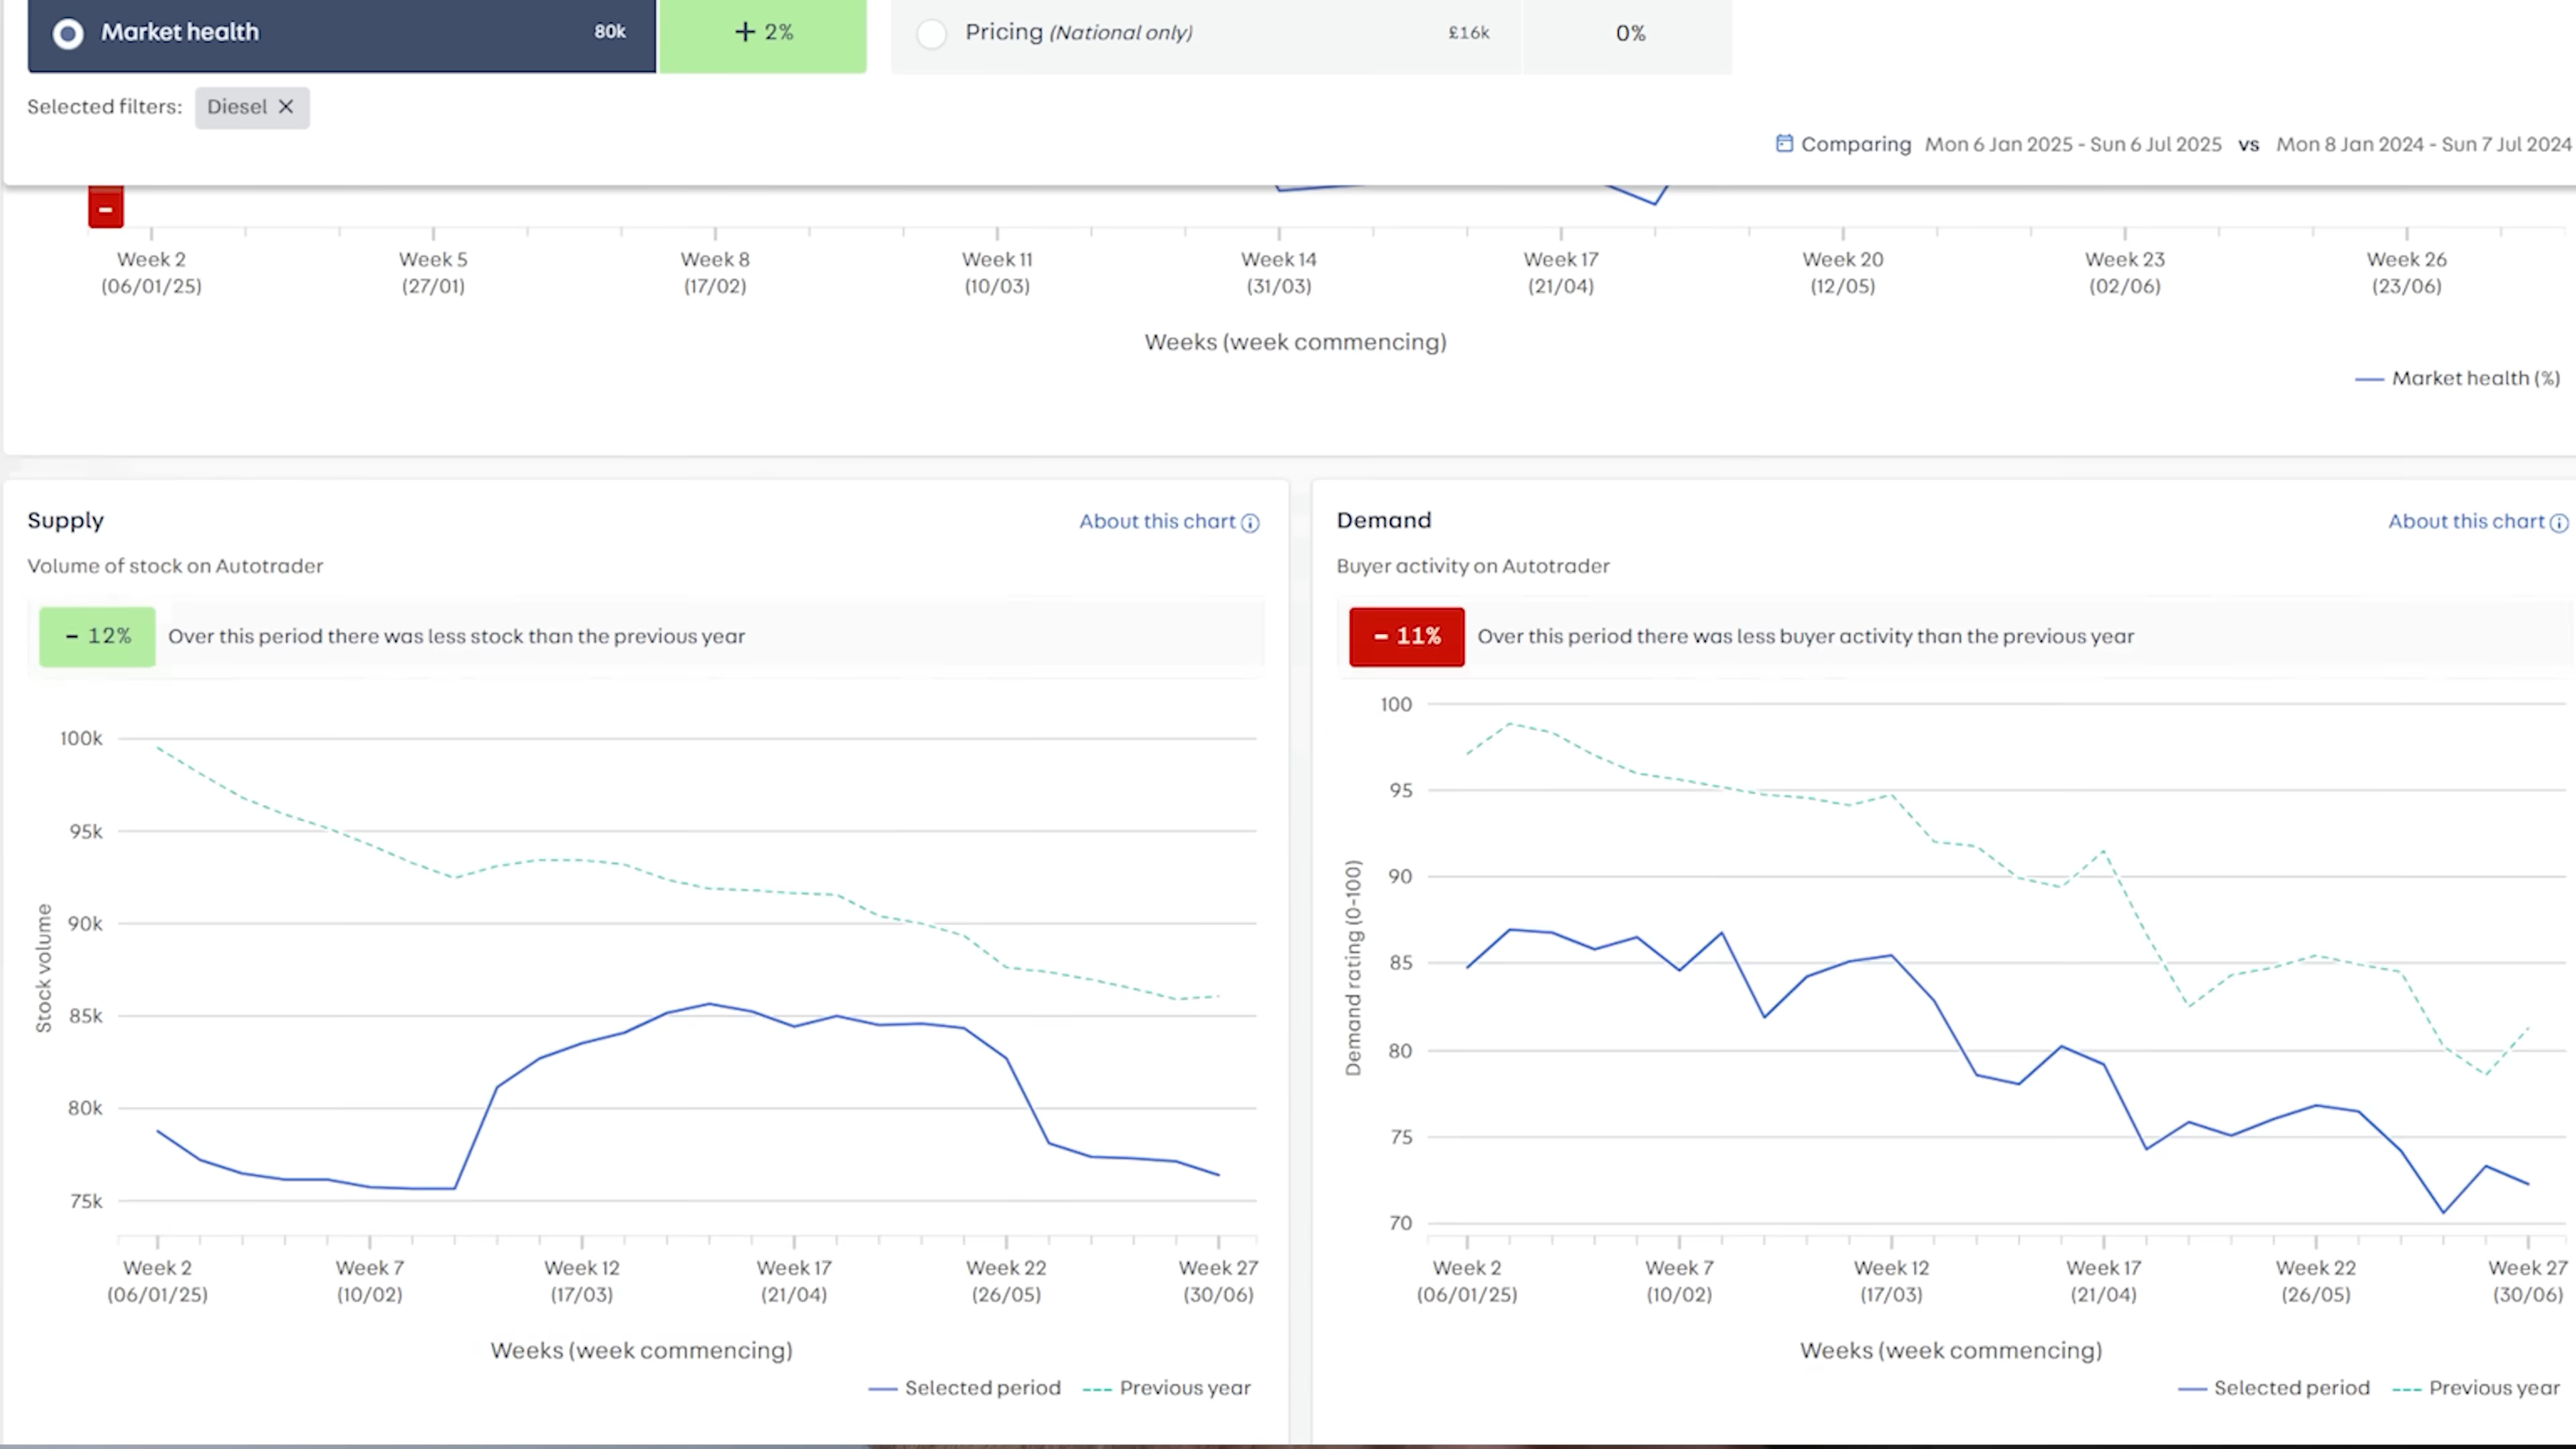 Market health 80k + 2% Pricing (National only) £16k 0%
Selected filters: Diesel ✕
Comparing Mon 6 Jan 2025 - Sun 6 Jul 2025 vs Mon 8 Jan 2024 - Sun 7 Jul 2024
-
Week 2 Week 5 Week 8 Week 11 Week 14 Week 17 Week 20 Week 23 Week 26
(06/01/25) (27/01) (17/02) (10/03) (31/03) (21/04) (12/05) (02/06) (23/06)
Weeks (week commencing)
Market health (%)
Supply
About this chart
Volume of stock on Autotrader
- 12% Over this period there was less stock than the previous year
100k
95k
90k
85k
80k
75k
Stock volume
Week 2 Week 7 Week 12 Week 17 Week 22 Week 27
(06/01/25) (10/02) (17/03) (21/04) (26/05) (30/06)
Weeks (week commencing)
Selected period Previous year
Demand
About this chart
Buyer activity on Autotrader
- 11% Over this period there was less buyer activity than the previous year
100
95
90
85
80
75
70
Demand rating (0-100)
Week 2 Week 7 Week 12 Week 17 Week 22 Week 27
(06/01/25) (10/02) (17/03) (21/04) (26/05) (30/06)
Weeks (week commencing)
Selected period Previous year